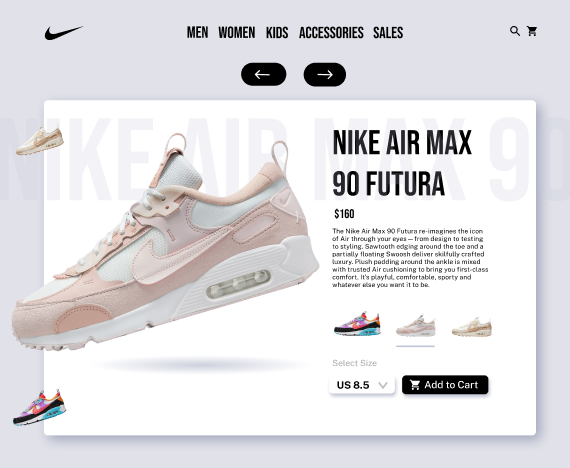 MEN WOMEN KIDS ACCESSORIES SALES
NIKE AIR MAX 90
NIKE AIR MAX
90 FUTURA
$160
The Nike Air Max 90 Futura re-imagines the icon
of Air through your eyes—from design to testing
to styling. Sawtooth edging around the toe and a
partially floating Swoosh deliver skilfully crafted
luxury. Plush padding around the ankle is mixed
with trusted Air cushioning to bring you first-class
comfort. It's playful, comfortable, sporty and
whatever else you want it to be.
Select Size
US 8.5
Add to Cart